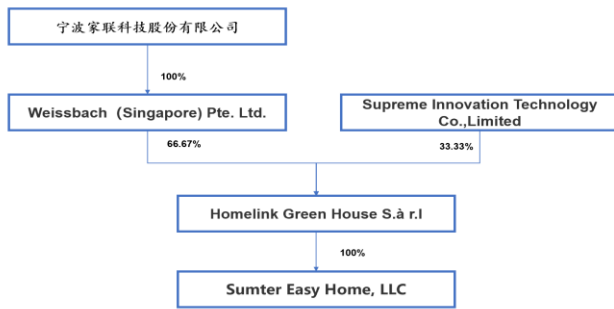 宁波家联科技股份有限公司
100%
Weissbach（Singapore) Pte. Ltd.
Supreme Innovation Technology
Co.,Limited
66.67%
33.33%
Homelink Green House S.à r.l
100%
Sumter Easy Home, LLC